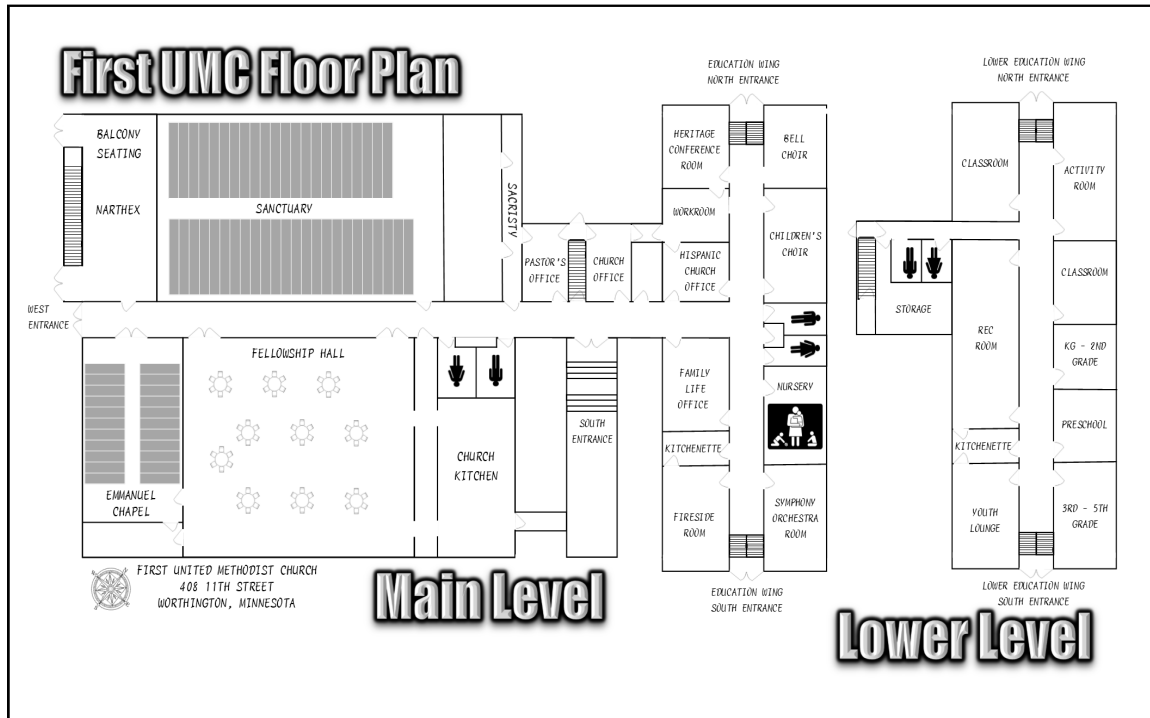 First UMC Floor Plan
BALCONY
SEATING
NARTHEX
SANCTUARY
SACRISTY
PASTOR'S
OFFICE
CHURCH
OFFICE
WEST
ENTRANCE
FELLOWSHIP HALL
EMMANUEL
CHAPEL
CHURCH
KITCHEN
SOUTH
ENTRANCE
EDUCATION WING
NORTH ENTRANCE
HERITAGE
CONFERENCE
ROOM
BELL
CHOIR
WORKROOM
CHILDREN'S
CHOIR
HISPANIC
CHURCH
OFFICE
FAMILY
LIFE
OFFICE
NURSERY
KITCHENETTE
FIRESIDE
ROOM
SYMPHONY
ORCHESTRA
ROOM
EDUCATION WING
SOUTH ENTRANCE
FIRST UNITED METHODIST CHURCH
408 11TH STREET
WORTHINGTON, MINNESOTA
Main Level
LOWER EDUCATION WING
NORTH ENTRANCE
CLASSROOM
ACTIVITY
ROOM
CLASSROOM
STORAGE
REC
ROOM
KG - 2ND
GRADE
PRESCHOOL
KITCHENETTE
YOUTH
LOUNGE
3RD - 5TH
GRADE
LOWER EDUCATION WING
SOUTH ENTRANCE
Lower Level